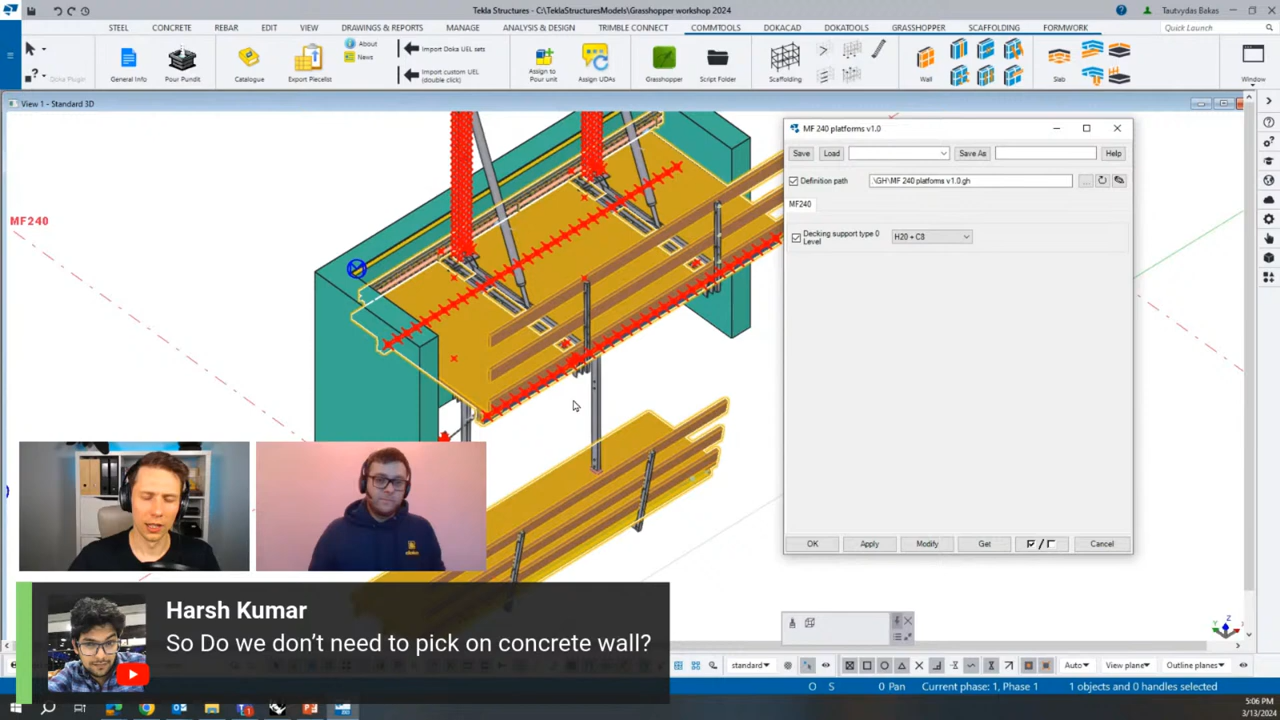 Tekla Structures - C:\TeklaStructuresModels\Grasshopper workshop 2024
Tautvydas Bakas
STEEL CONCRETE REBAR EDIT VIEW DRAWINGS & REPORTS MANAGE ANALYSIS & DESIGN TRIMBLE CONNECT COMMTOOLS DOKACAD DOKATOOLS GRASSHOPPER SCAFFOLDING FORMWORK
Quick Launch
About
News
Import Doka UEL sets
Import custom UEL
(double click)
Doka Plugin
General Info
Pour Pundit
Catalogue
Export Piecelist
Assign to
Pour unit
Assign UDAs
Grasshopper
Script Folder
Scaffolding
Wall
Slab
Window
View 1 - Standard 3D
MF240
MF 240 platforms v1.0
Save Load Save As Help
Definition path .\GH\MF 240 platforms v1.0.gh
MF240
Decking support type 0
Level
H20 + C8
OK Apply Modify Get Cancel
Harsh Kumar
So Do we don't need to pick on concrete wall?
standard
Auto
View plane
Outline planes
O S 0 Pan Current phase: 1, Phase 1 1 objects and 0 handles selected
5:06 PM
3/13/2024